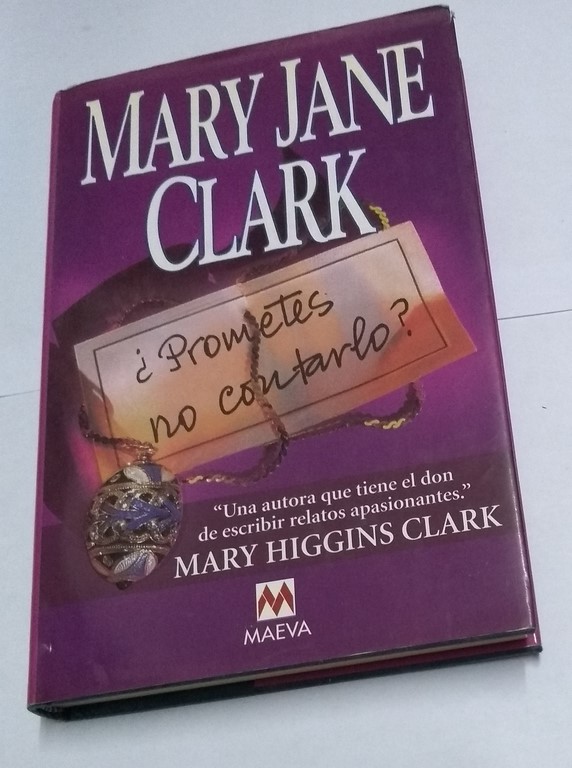 MARY JANE
CLARK
¿Prometes
no contarlo?
“Una autora que tiene el don
de escribir relatos apasionantes.”
MARY HIGGINS CLARK
MAEVA